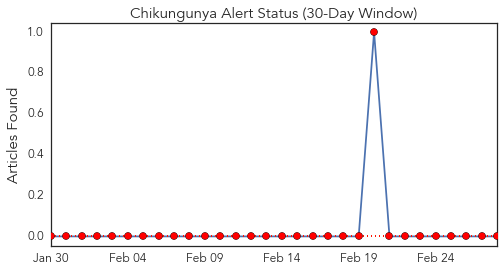 Chikungunya Alert Status (30-Day Window)
Articles Found
1.0
0.8
0.6
0.4
0.2
0.0
Jan 30 Feb 04 Feb 09 Feb 14 Feb 19 Feb 24